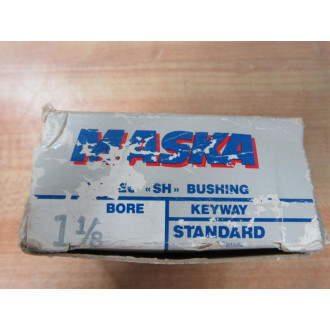 MASKA
«SH» BUSHING
BORE
KEYWAY
1 1/8
STANDARD